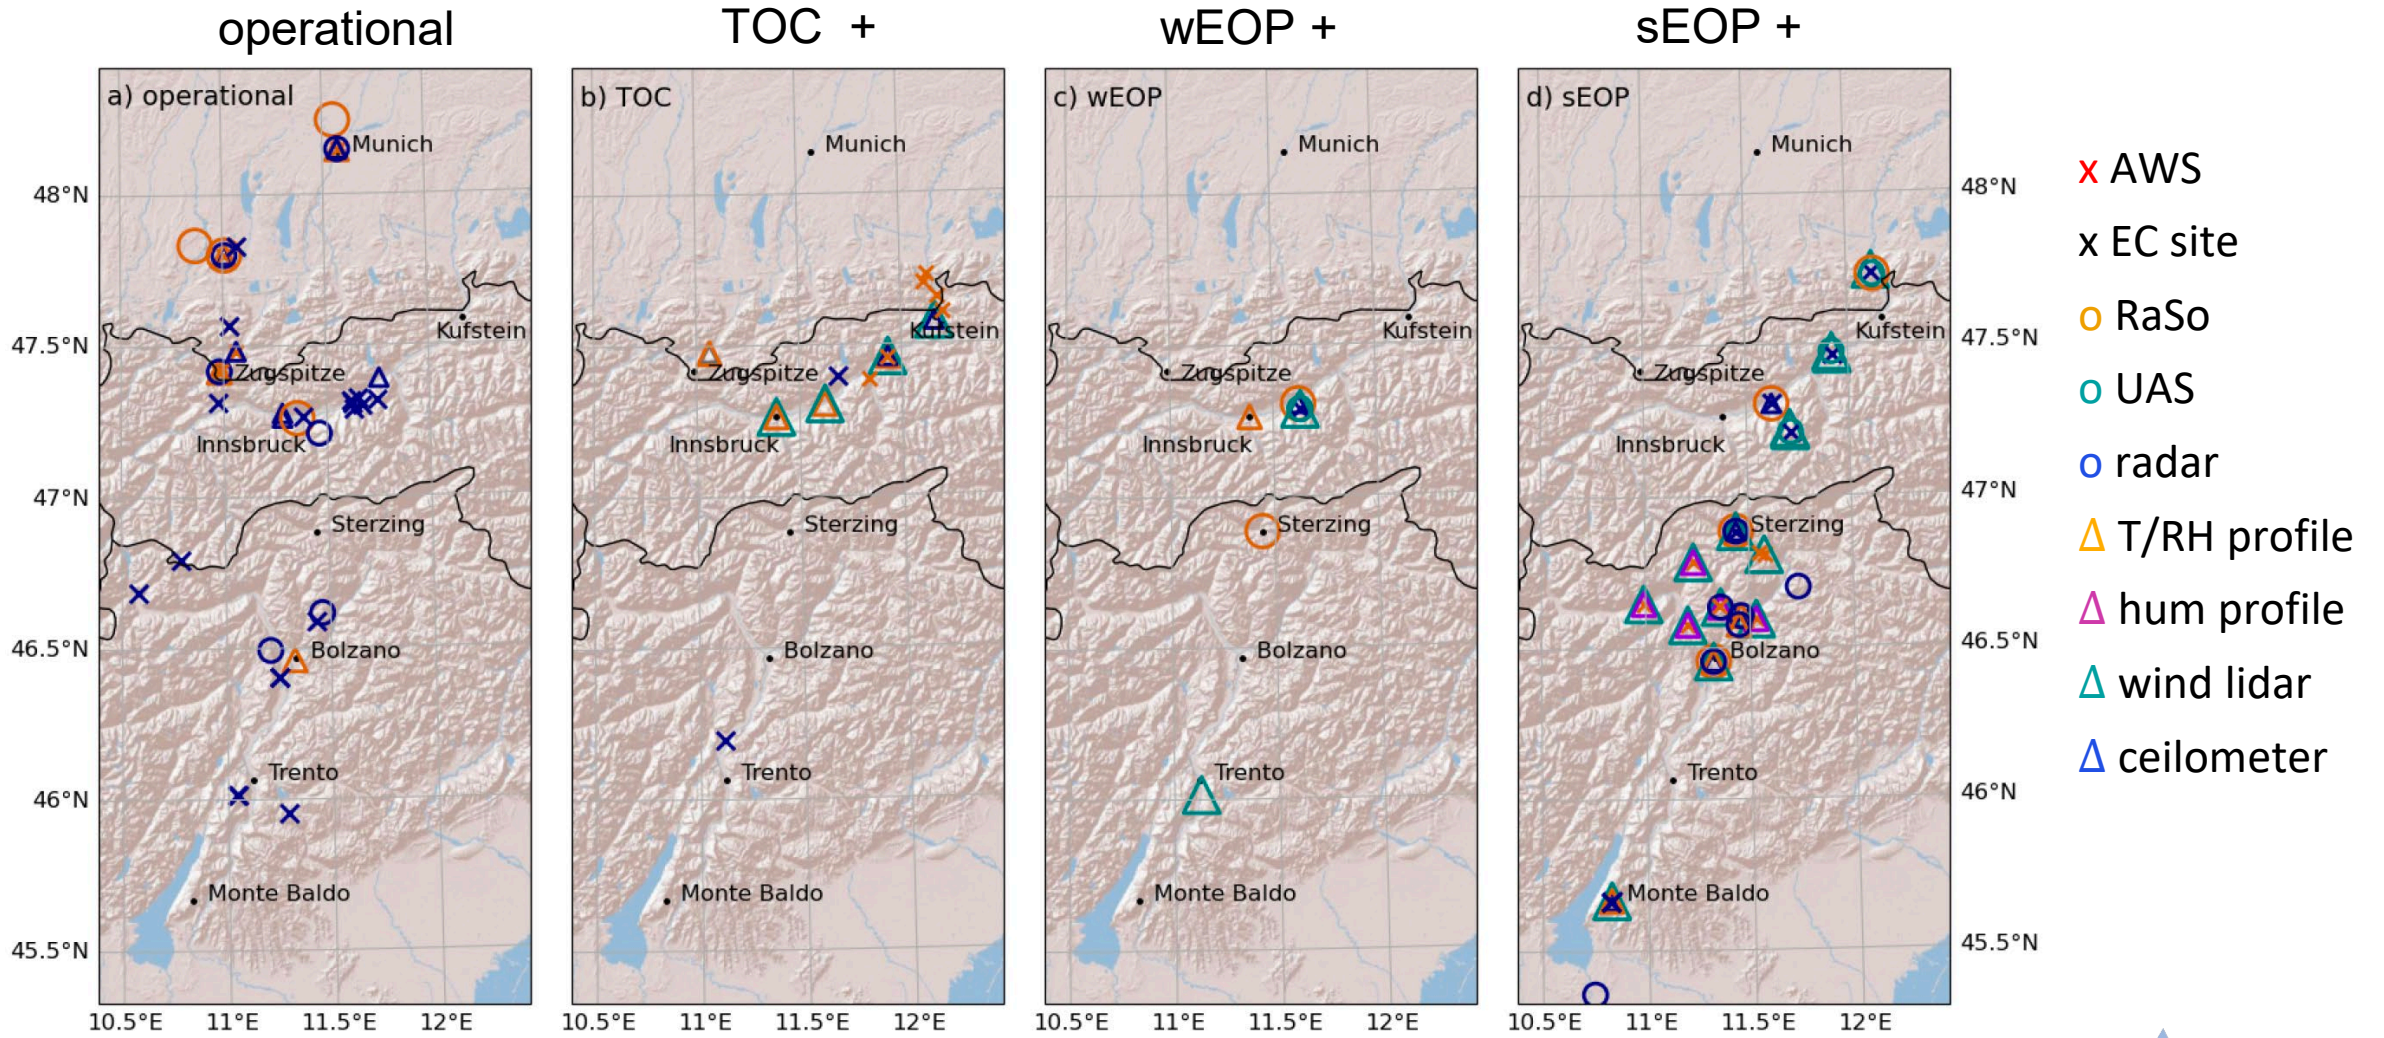 operational
TOC +
wEOP +
sEOP +
a) operational
Munich
Kufstein
Zugspitze
Innsbruck
Sterzing
Bolzano
Trento
Monte Baldo
48°N
47.5°N
47°N
46.5°N
46°N
45.5°N
10.5°E 11°E 11.5°E 12°E
b) TOC
Munich
Kufstein
Zugspitze
Innsbruck
Sterzing
Bolzano
Trento
Monte Baldo
10.5°E 11°E 11.5°E 12°E
c) wEOP
Munich
Kufstein
Zugspitze
Innsbruck
Sterzing
Bolzano
Trento
Monte Baldo
10.5°E 11°E 11.5°E 12°E
d) sEOP
Munich
Kufstein
Zugspitze
Innsbruck
Sterzing
Bolzano
Trento
Monte Baldo
10.5°E 11°E 11.5°E 12°E
48°N
47.5°N
47°N
46.5°N
46°N
45.5°N
x AWS
x EC site
o RaSo
o UAS
o radar
Δ T/RH profile
Δ hum profile
Δ wind lidar
Δ ceilometer